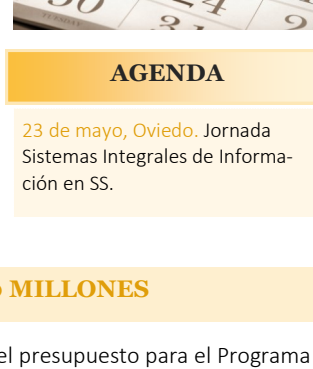 AGENDA
23 de mayo, Oviedo. Jornada
Sistemas Integrales de Informa-
ción en SS.
MILLONES
el presupuesto para el Programa